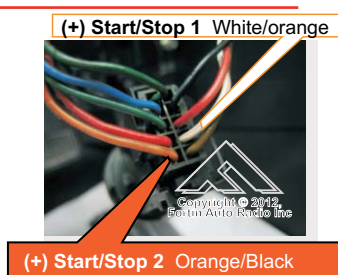 (+) Start/Stop 1 White/orange
Copyright © 2012,
Fortin Auto Radio Inc
(+) Start/Stop 2 Orange/Black